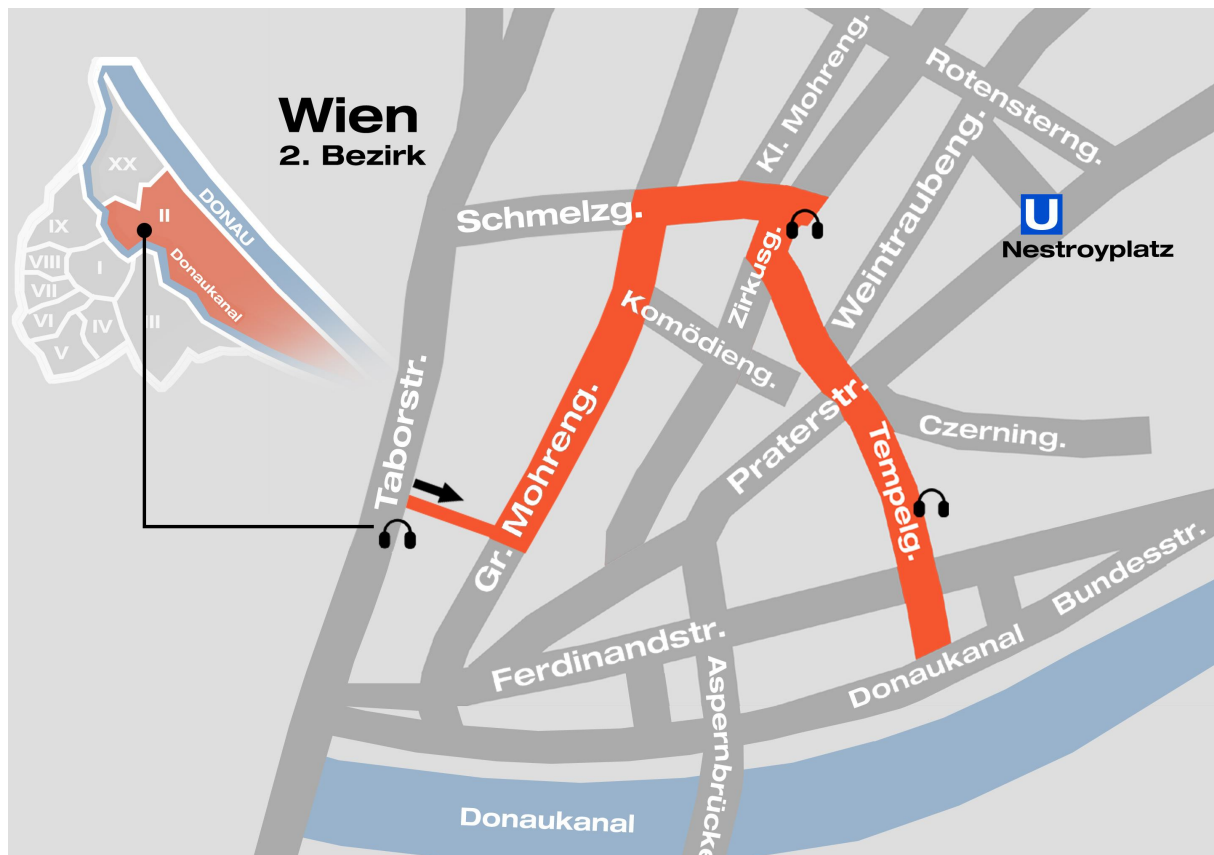 Wien
2. Bezirk
XX
IX
II
DONAU
VIII
I
Donaukanal
VII
VI
IV
III
V
Kl. Mohreng.
Rotensterng.
Weintraubeng.
Schmelzg.
Zirkusg.
U
Nestroyplatz
Komödieng.
Taborstr.
Gr. Mohreng.
Praterstr.
Czerning.
Tempelg.
Ferdinandstr.
Aspernbrücke
Donaukanal
Bundesstr.
Donaukanal